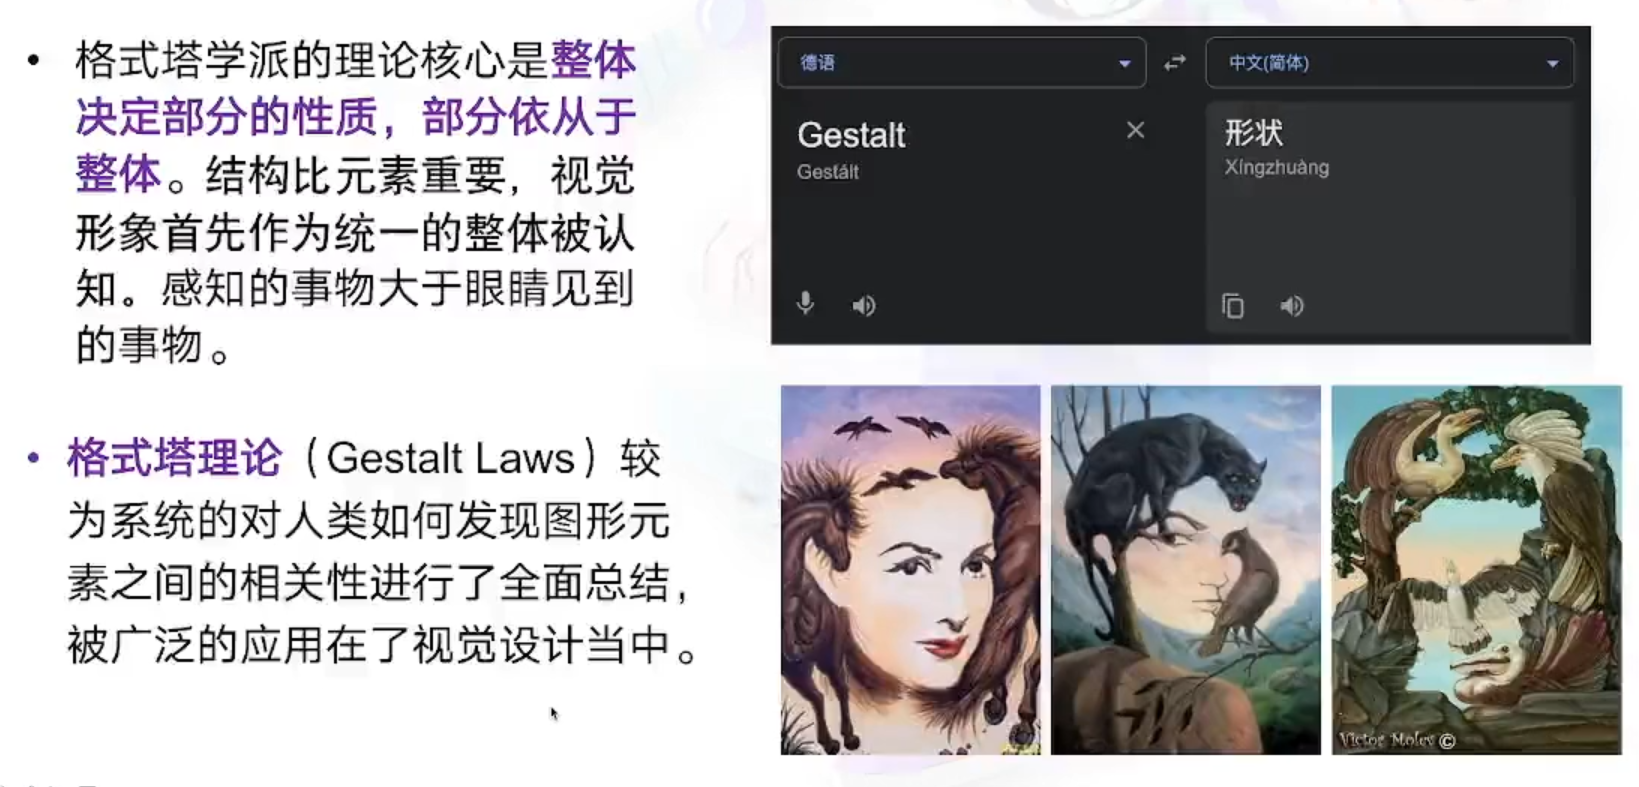 • 格式塔学派的理论核心是整体
决定部分的性质，部分依从于
整体。结构比元素重要，视觉
形象首先作为统一的整体被认
知。感知的事物大于眼睛见到
的事物。
• 格式塔理论（Gestalt Laws）较
为系统的对人类如何发现图形元
素之间的相关性进行了全面总结，
被广泛的应用在了视觉设计当中。
德语
中文(简体)
Gestalt
Gestált
形状
Xíngzhuàng
Victor Molev ©